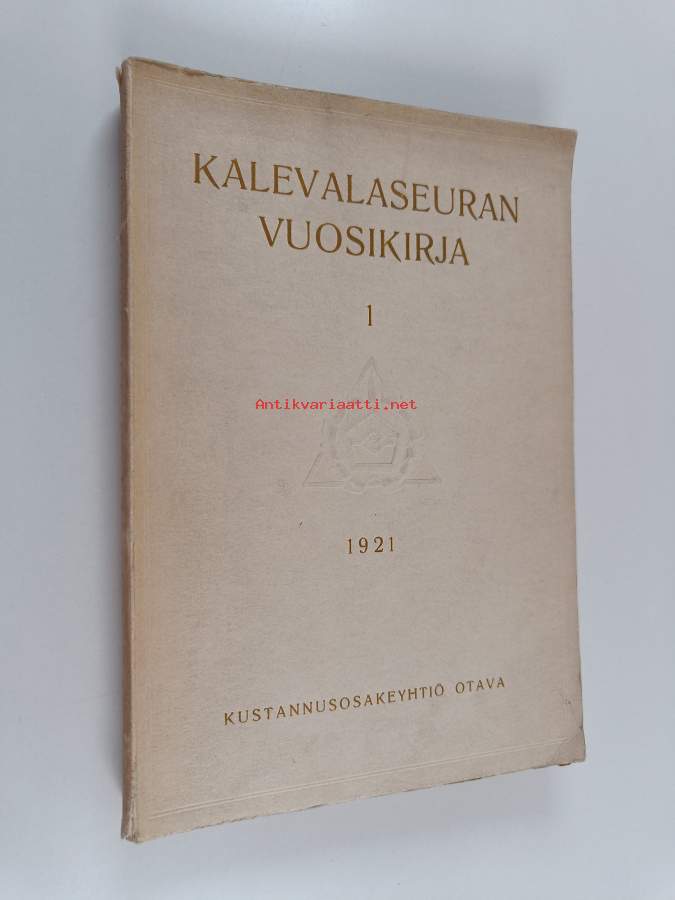 KALEVALASEURAN
VUOSIKIRJA
1
Antikvariaatti.net
1921
KUSTANNUSOSAKEYHTIÖ OTAVA